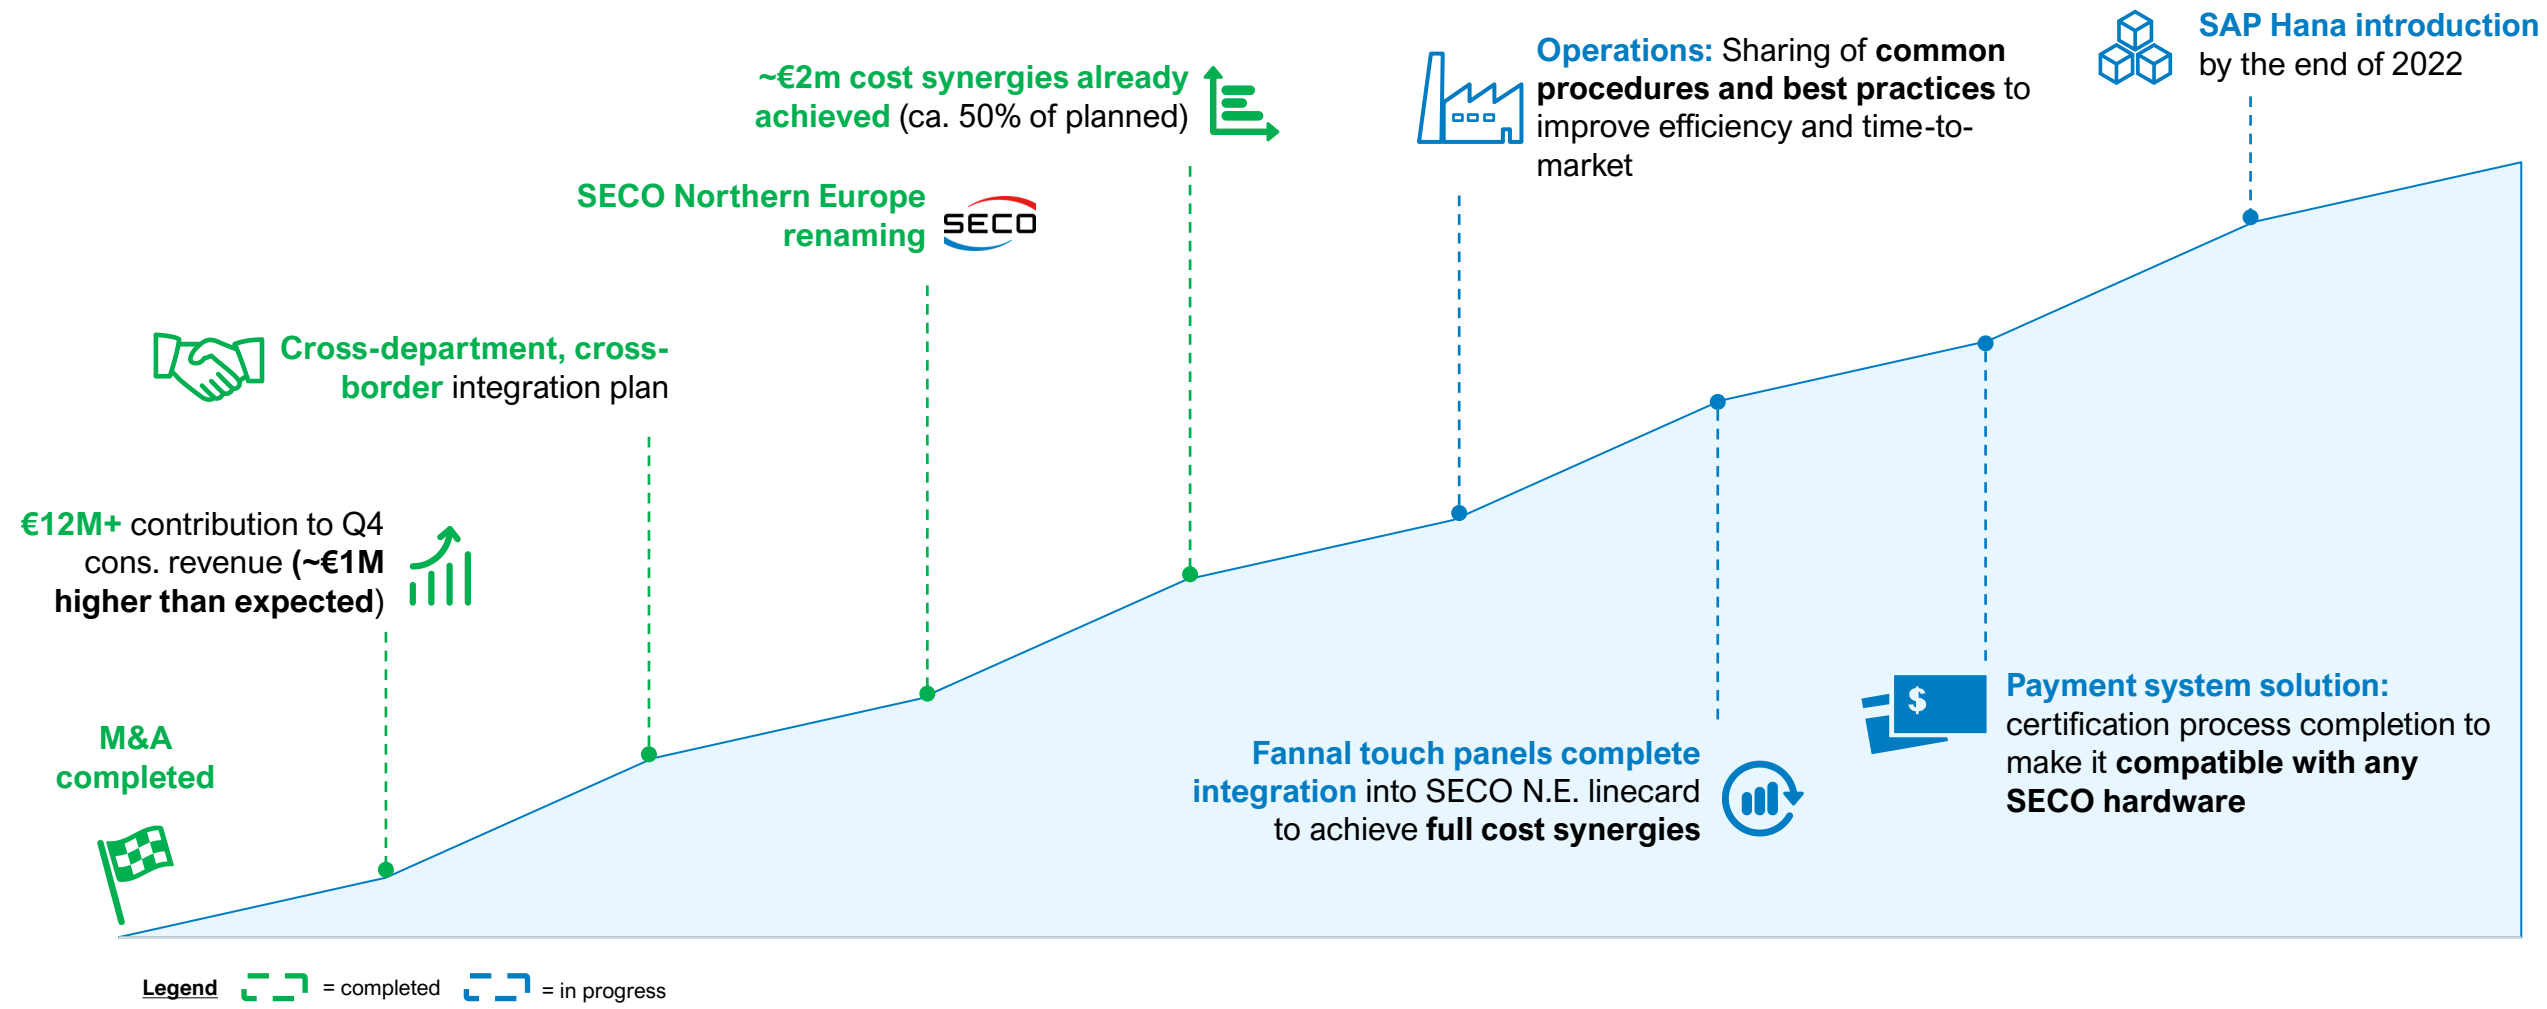 SAP Hana introduction
by the end of 2022
Operations: Sharing of common
procedures and best practices to
improve efficiency and time-to-
market
~€2m cost synergies already
achieved (ca. 50% of planned)
SECO Northern Europe
renaming
SECO
Cross-department, cross-
border integration plan
€12M+ contribution to Q4
cons. revenue (~€1M
higher than expected)
M&A
completed
Fannal touch panels complete
integration into SECO N.E. linecard
to achieve full cost synergies
$
Payment system solution:
certification process completion to
make it compatible with any
SECO hardware
Legend
= completed
= in progress